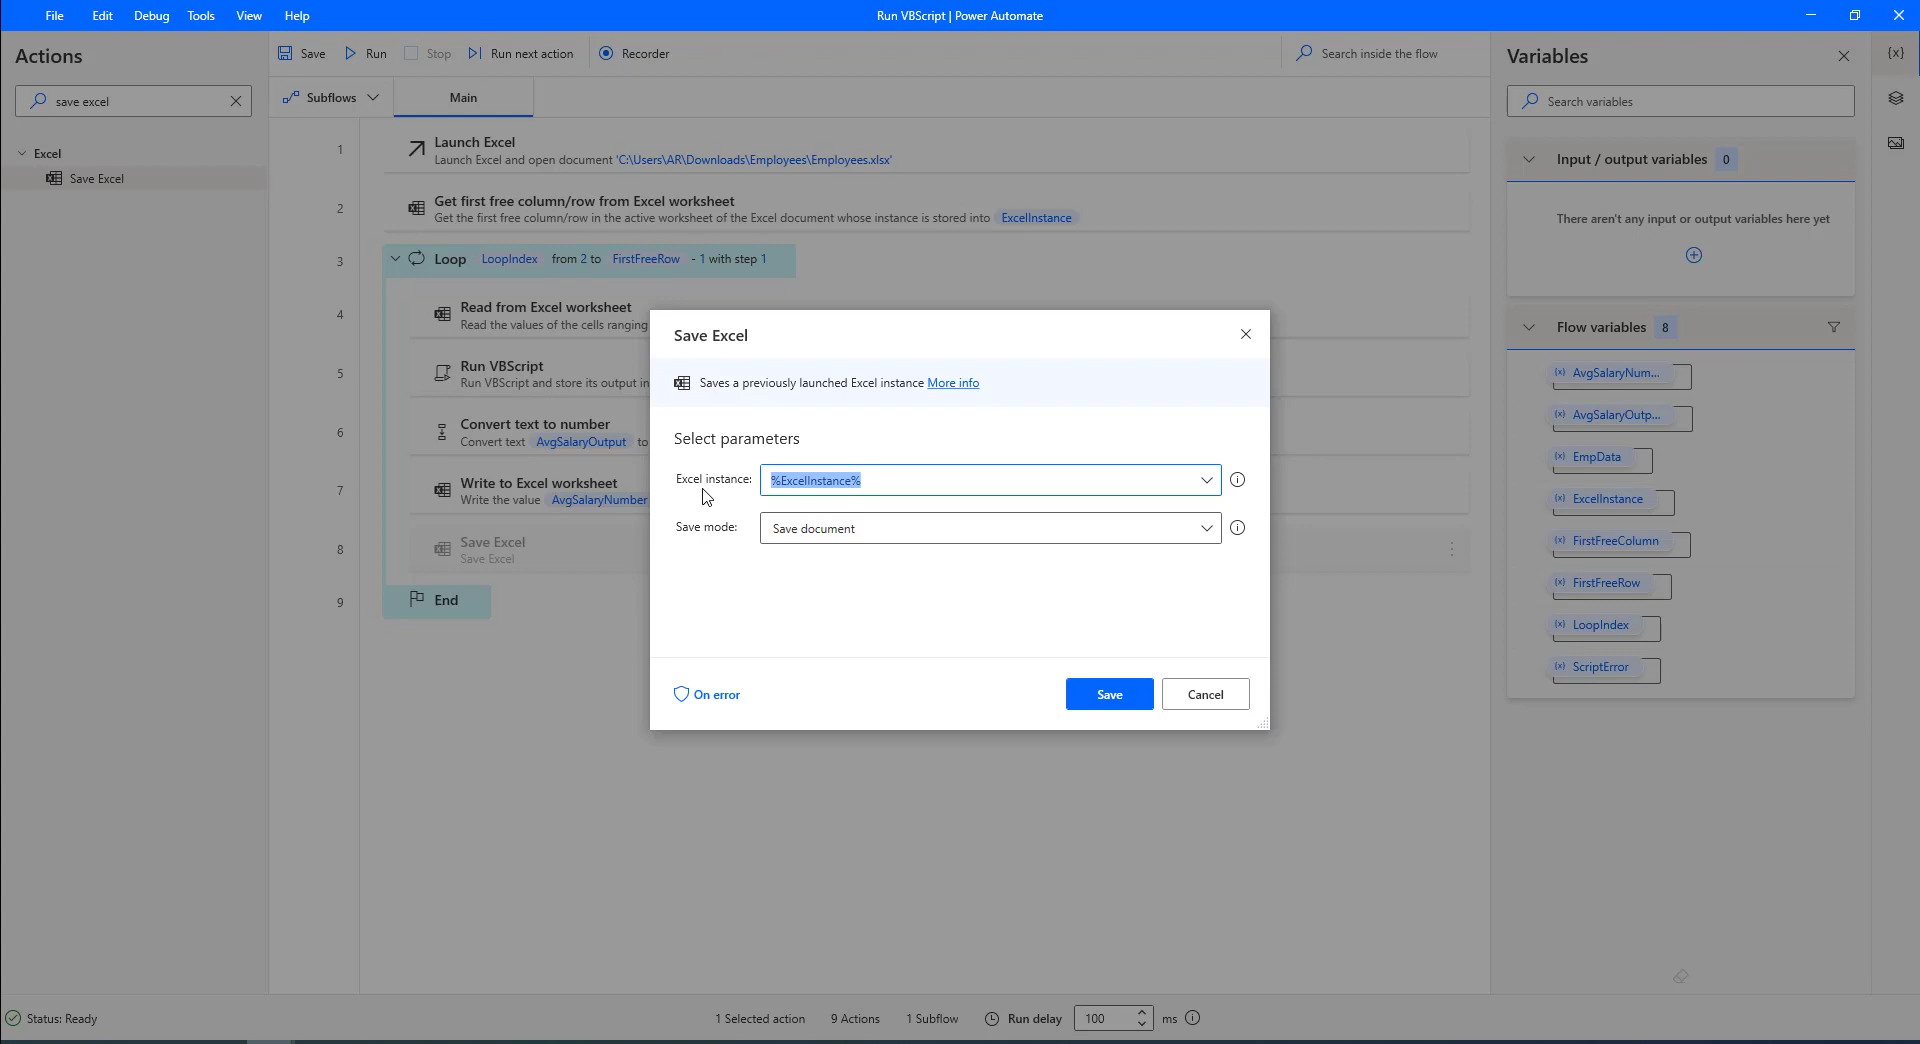 File Edit Debug Tools View Help
Run VBScript | Power Automate
Actions
save excel
Excel
Save Excel
Save Run Stop Run next action Recorder
Search inside the flow
Subflows
Main
1
Launch Excel
Launch Excel and open document 'C:\Users\AR\Downloads\Employees\Employees.xlsx'
2
Get first free column/row from Excel worksheet
Get the first free column/row in the active worksheet of the Excel document whose instance is stored into ExcelInstance
3
Loop LoopIndex from 2 to FirstFreeRow - 1 with step 1
4
Read from Excel worksheet
Read the values of the cells ranging
5
Run VBScript
Run VBScript and store its output in
6
Convert text to number
Convert text AvgSalaryOutput to
7
Write to Excel worksheet
Write the value AvgSalaryNumber
8
Save Excel
Save Excel
9
End
Save Excel
Saves a previously launched Excel instance More info
Select parameters
Excel instance: %ExcelInstance%
Save mode: Save document
On error
Save
Cancel
Variables
{x}
Search variables
Input / output variables 0
There aren't any input or output variables here yet
Flow variables 8
(x) AvgSalaryNum...
(x) AvgSalaryOutp...
(x) EmpData
(x) ExcelInstance
(x) FirstFreeColumn
(x) FirstFreeRow
(x) LoopIndex
(x) ScriptError
Status: Ready
1 Selected action
9 Actions
1 Subflow
Run delay 100 ms